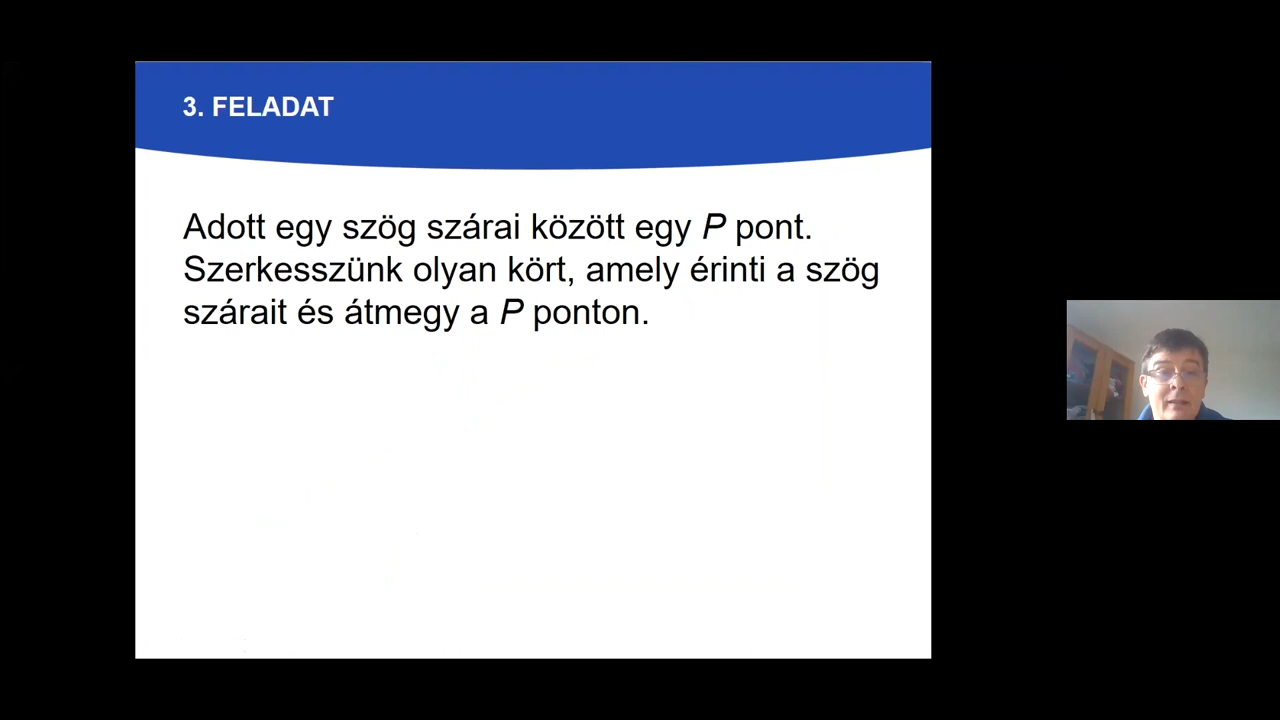 3. FELADAT
Adott egy szög szárai között egy P pont.
Szerkesszünk olyan kört, amely érinti a szög
szárait és átmegy a P ponton.